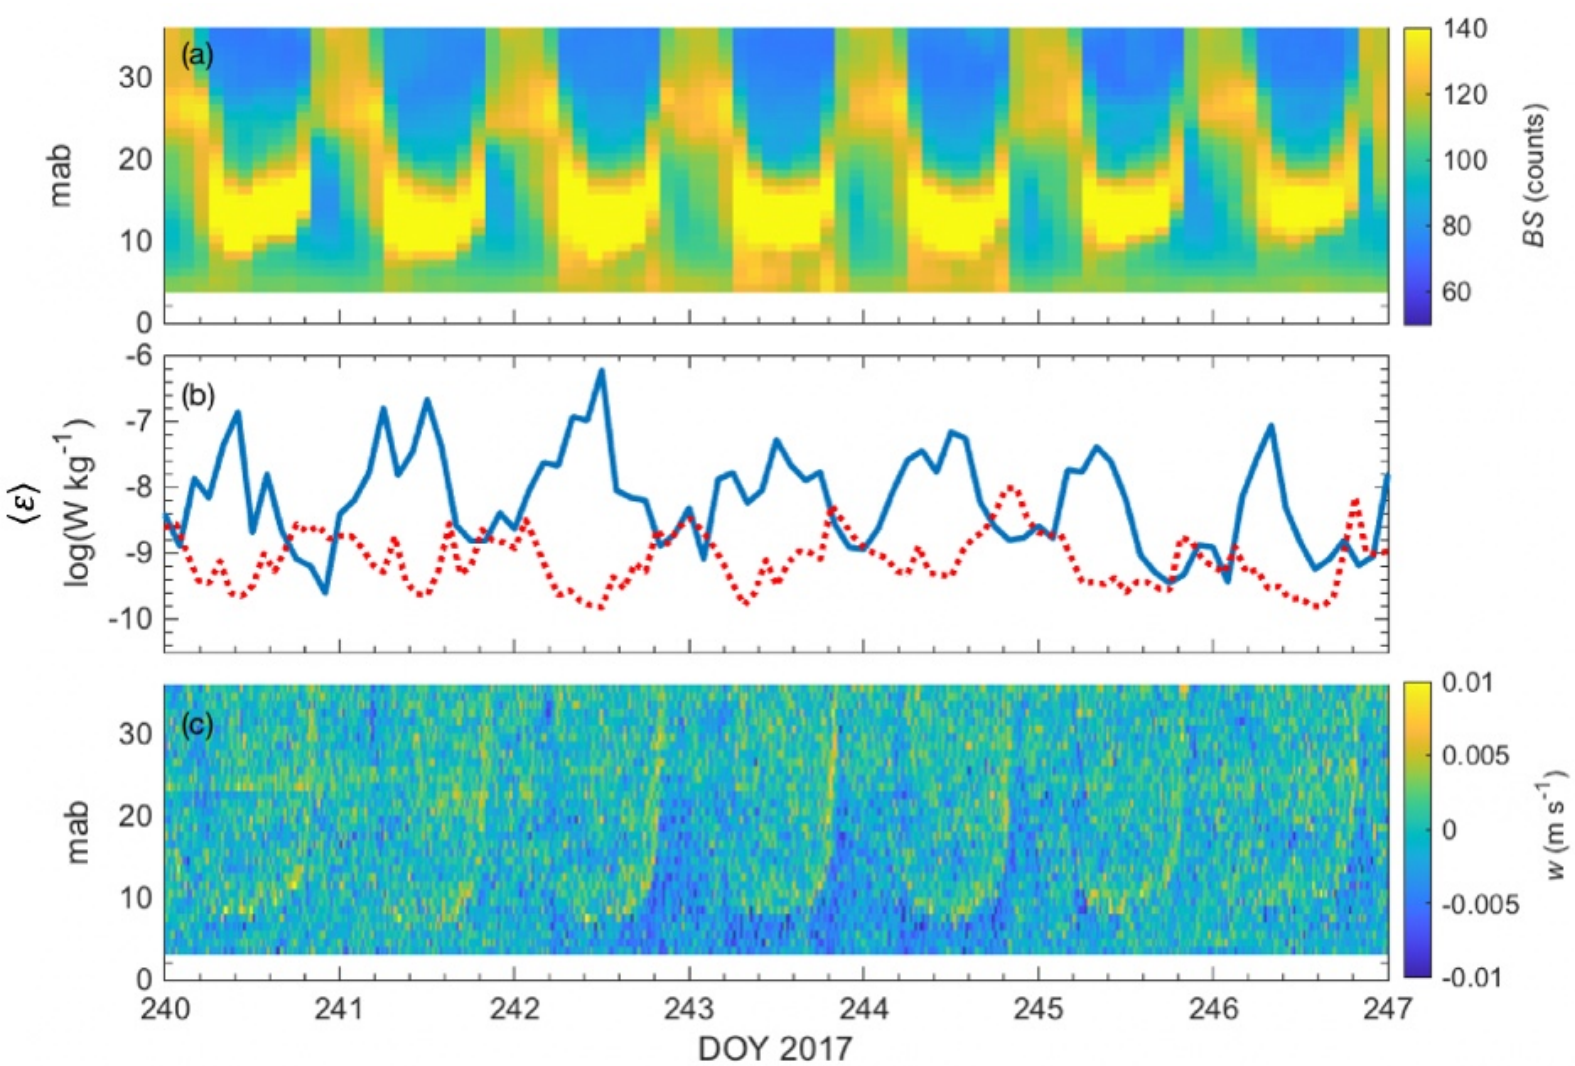 (a)
mab
30
20
10
0
140
120
100
80
60
BS (counts)
(b)
⟨ε⟩
log(W kg⁻¹)
-6
-7
-8
-9
-10
(c)
mab
30
20
10
0
0.01
0.005
0
-0.005
-0.01
w (m s⁻¹)
240 241 242 243 244 245 246 247
DOY 2017